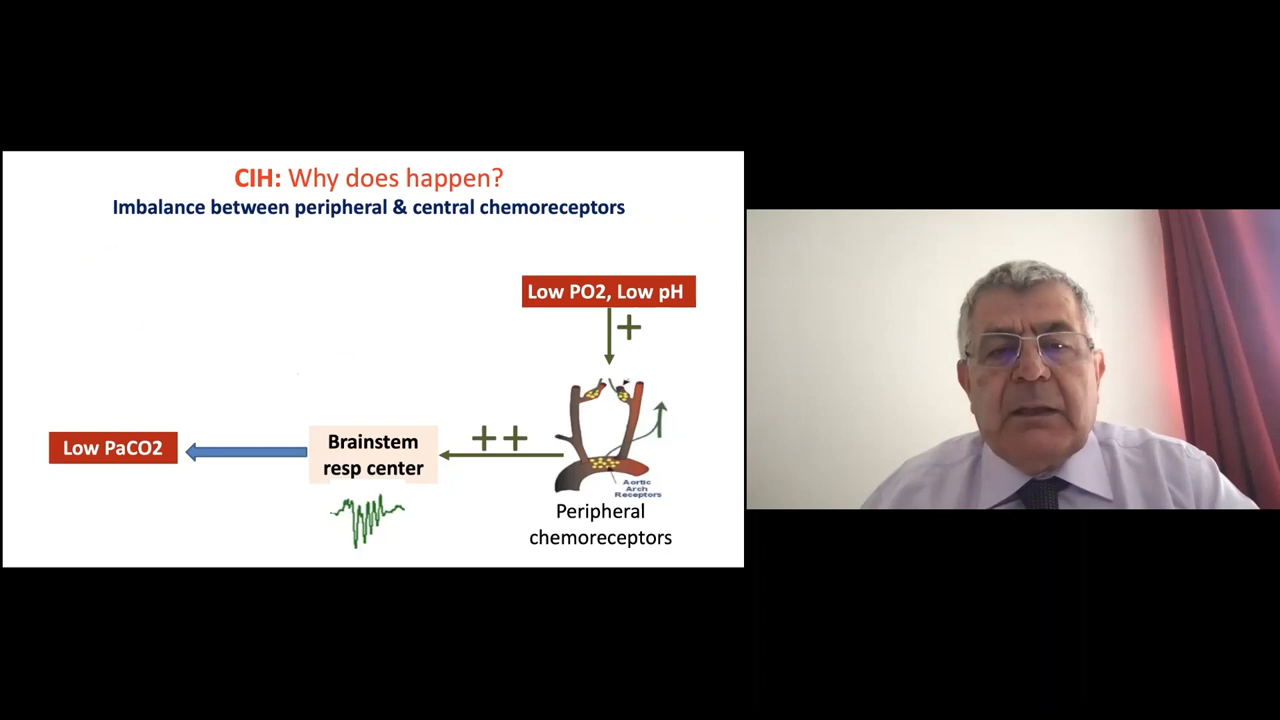 CIH: Why does happen?
Imbalance between peripheral & central chemoreceptors
Low PO2, Low pH
+
Low PaCO2
Brainstem
resp center
++
Aortic
Arch
Receptors
Peripheral
chemoreceptors